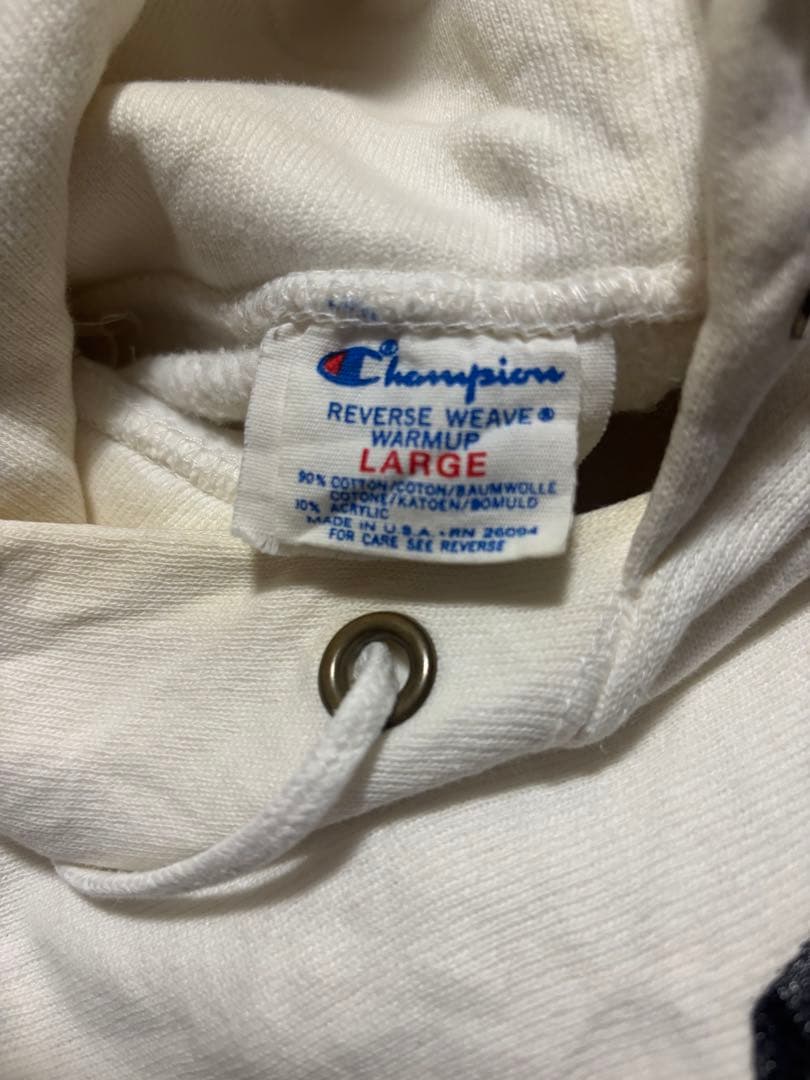 Champion
REVERSE WEAVE®
WARMUP
LARGE
90% COTTON/COTON/BAUMWOLLE
COTONE/KATOEN/BOMULD
10% ACRYLIC
MADE IN U.S.A. · RN 26094
FOR CARE SEE REVERSE